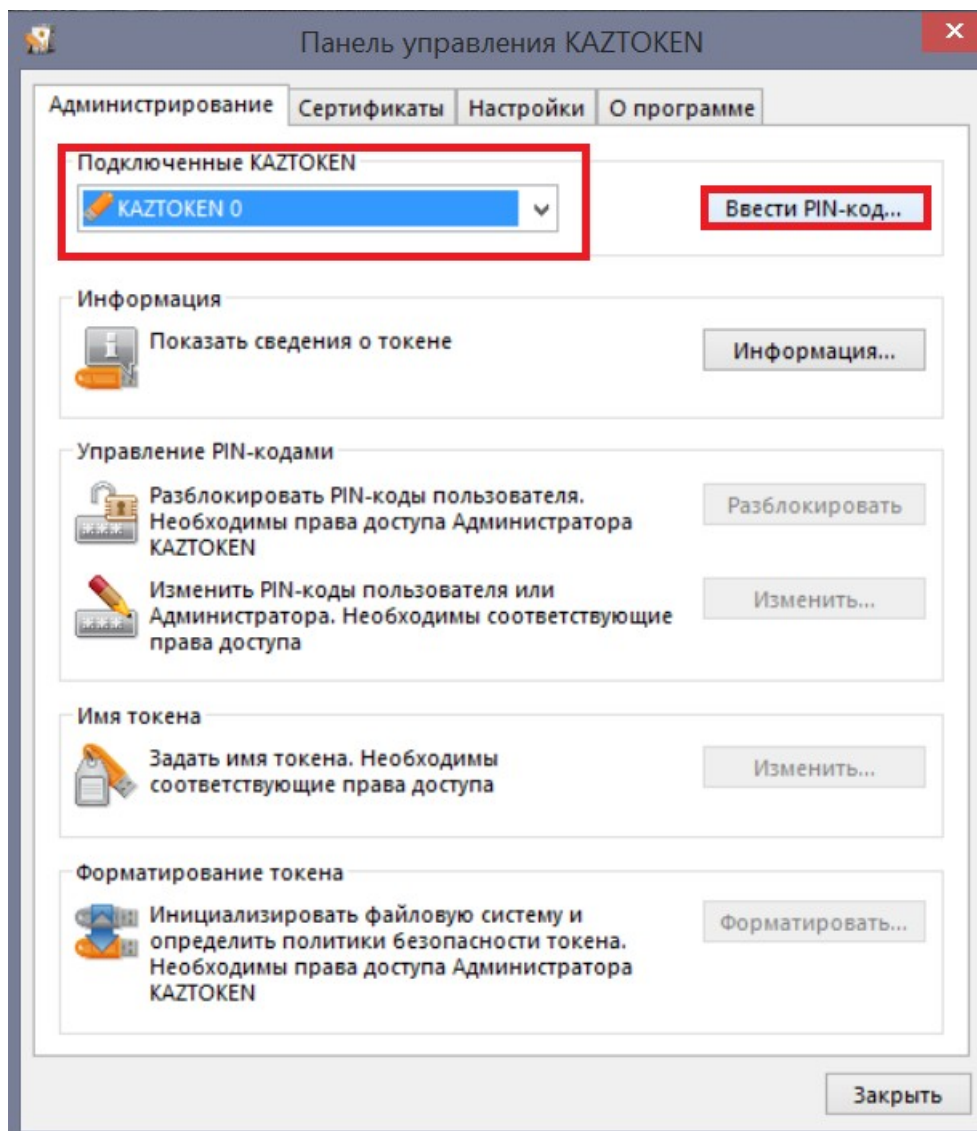 Панель управления KAZTOKEN
Администрирование
Сертификаты
Настройки
О программе
Подключенные KAZTOKEN
KAZTOKEN 0
Ввести PIN-код...
Информация
Показать сведения о токене
Информация...
Управление PIN-кодами
Разблокировать PIN-коды пользователя.
Необходимы права доступа Администратора
KAZTOKEN
Разблокировать
Изменить PIN-коды пользователя или
Администратора. Необходимы соответствующие
права доступа
Изменить...
Имя токена
Задать имя токена. Необходимы
соответствующие права доступа
Изменить...
Форматирование токена
Инициализировать файловую систему и
определить политики безопасности токена.
Необходимы права доступа Администратора
KAZTOKEN
Форматировать...
Закрыть